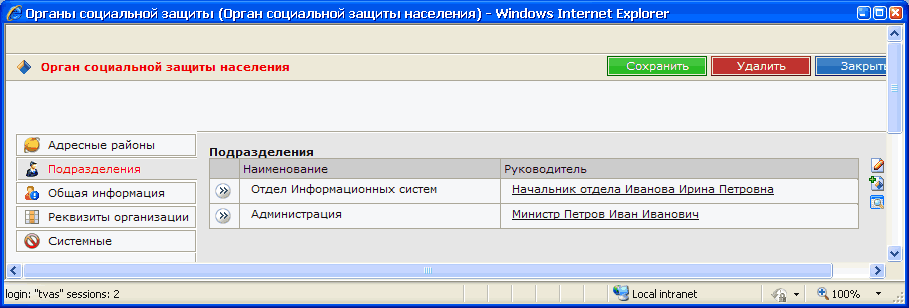 Органы социальной защиты (Орган социальной защиты населения) - Windows Internet Explorer
Орган социальной защиты населения
Сохранить Удалить Закрыть
Адресные районы
Подразделения
Общая информация
Реквизиты организации
Системные
Подразделения
Наименование Руководитель
Отдел Информационных систем Начальник отдела Иванова Ирина Петровна
Администрация Министр Петров Иван Иванович
login: "tvas" sessions: 2 Local intranet 100%